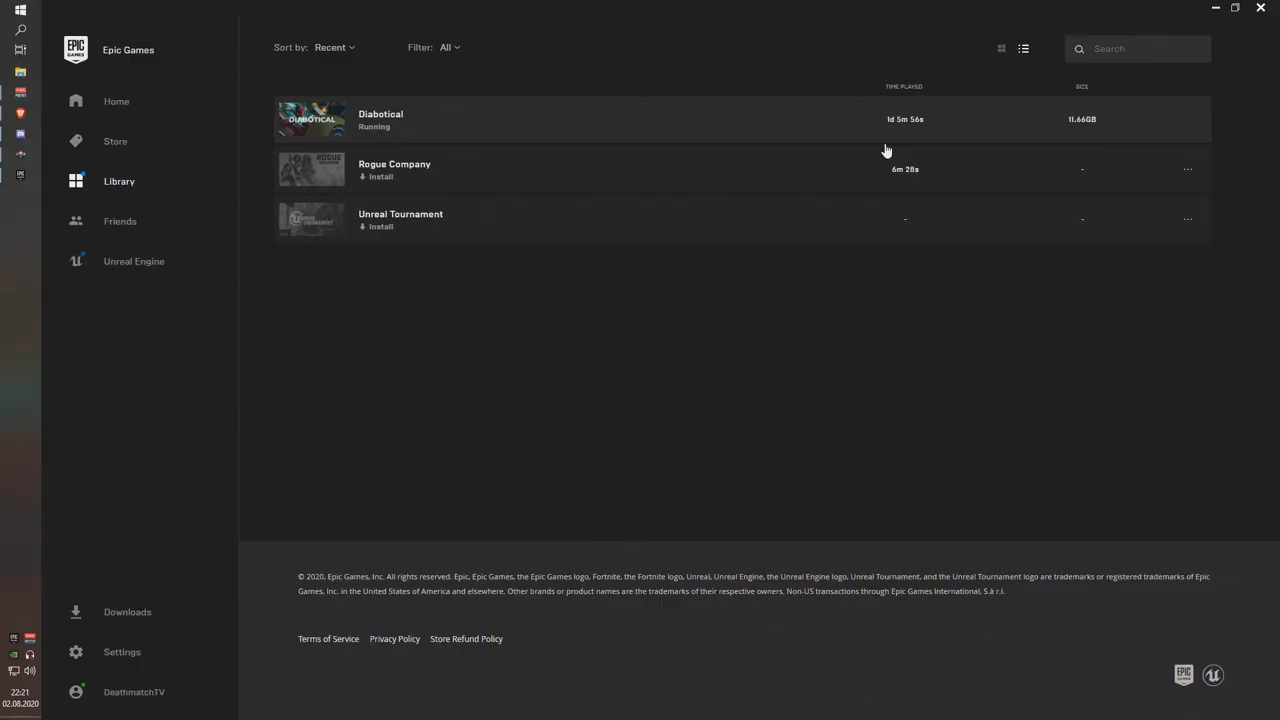 EPIC GAMES
Epic Games
Home
Store
Library
Friends
Unreal Engine
Downloads
Settings
DeathmatchTV
22:21
02.08.2020
Sort by: Recent
Filter: All
Search
TIME PLAYED
SIZE
DIABOTICAL
Diabotical
Running
1d 5m 56s
11.66GB
ROGUE
Rogue Company
Install
6m 28s
-
...
Unreal Tournament
Install
-
-
...
© 2020, Epic Games, Inc. All rights reserved. Epic, Epic Games, the Epic Games logo, Fortnite, the Fortnite logo, Unreal, Unreal Engine, the Unreal Engine logo, Unreal Tournament, and the Unreal Tournament logo are trademarks or registered trademarks of Epic
Games, Inc. in the United States of America and elsewhere. Other brands or product names are the trademarks of their respective owners. Non-US transactions through Epic Games International, S.à r.l.
Terms of Service Privacy Policy Store Refund Policy